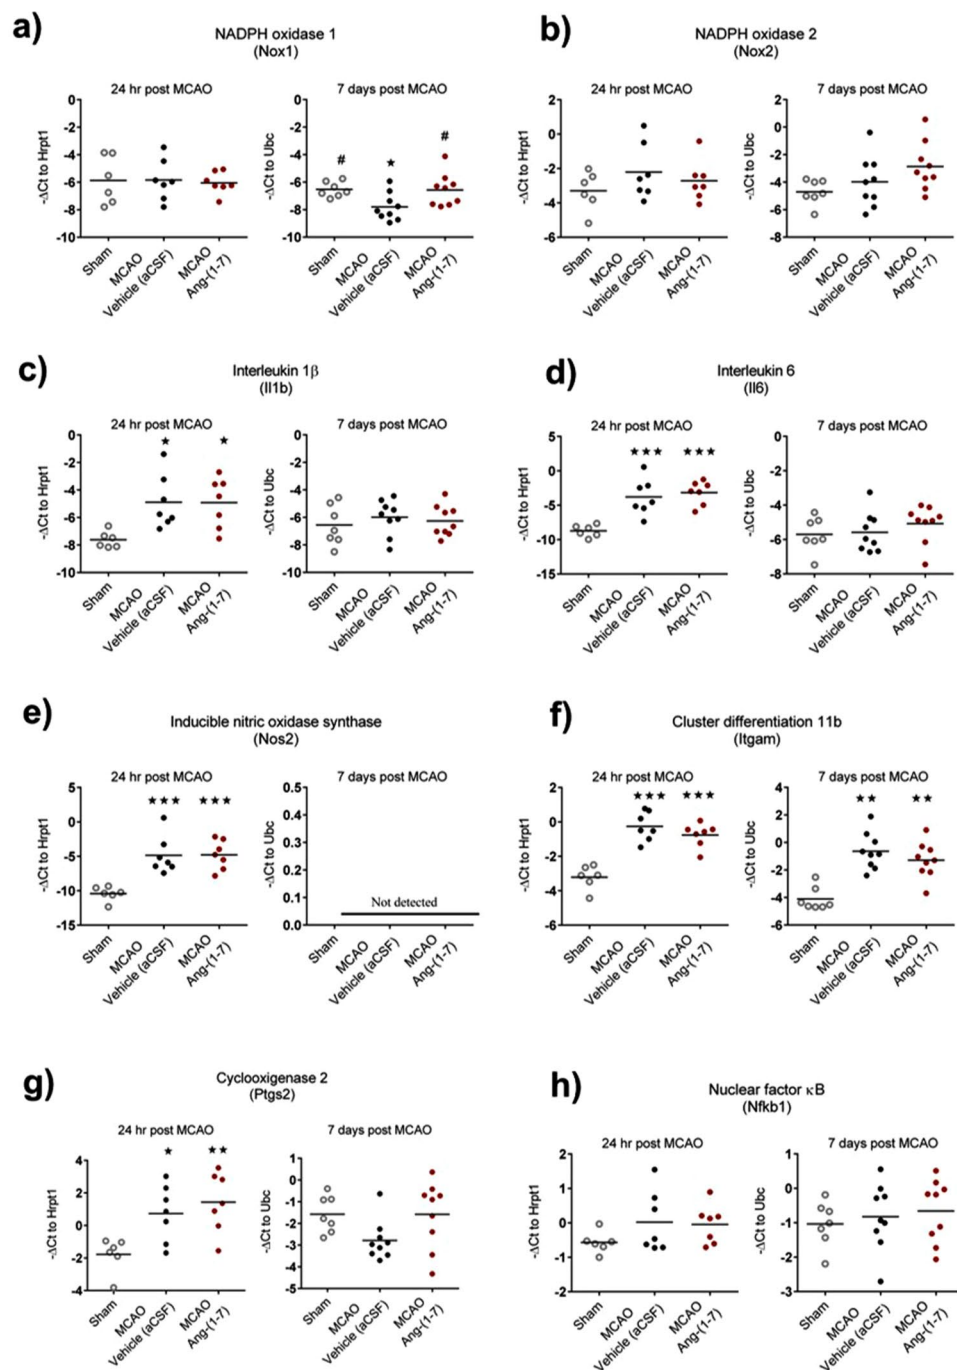 a)
NADPH oxidase 1
(Nox1)
24 hr post MCAO
7 days post MCAO
-ΔCt to Hrpt1
0
-2
-4
-6
-8
-10
-ΔCt to Ubc
0
-2
-4
-6
-8
-10
#
★
#
Sham
MCAO
Vehicle (aCSF)
MCAO
Ang-(1-7)
Sham
MCAO
Vehicle (aCSF)
MCAO
Ang-(1-7)
b)
NADPH oxidase 2
(Nox2)
24 hr post MCAO
7 days post MCAO
-ΔCt to Hrpt1
2
0
-2
-4
-6
-ΔCt to Ubc
2
0
-2
-4
-6
-8
Sham
MCAO
Vehicle (aCSF)
MCAO
Ang-(1-7)
Sham
MCAO
Vehicle (aCSF)
MCAO
Ang-(1-7)
c)
Interleukin 1β
(Il1b)
24 hr post MCAO
7 days post MCAO
-ΔCt to Hrpt1
0
-2
-4
-6
-8
-10
★
★
-ΔCt to Ubc
0
-2
-4
-6
-8
-10
Sham
MCAO
Vehicle (aCSF)
MCAO
Ang-(1-7)
Sham
MCAO
Vehicle (aCSF)
MCAO
Ang-(1-7)
d)
Interleukin 6
(Il6)
24 hr post MCAO
7 days post MCAO
-ΔCt to Hrpt1
5
0
-5
-10
-15
★★★
★★★
-ΔCt to Ubc
0
-2
-4
-6
-8
Sham
MCAO
Vehicle (aCSF)
MCAO
Ang-(1-7)
Sham
MCAO
Vehicle (aCSF)
MCAO
Ang-(1-7)
e)
Inducible nitric oxidase synthase
(Nos2)
24 hr post MCAO
7 days post MCAO
-ΔCt to Hrpt1
5
0
-5
-10
-15
★★★
★★★
-ΔCt to Ubc
0.5
0.4
0.3
0.2
0.1
0.0
Not detected
Sham
MCAO
Vehicle (aCSF)
MCAO
Ang-(1-7)
Sham
MCAO
Vehicle (aCSF)
MCAO
Ang-(1-7)
f)
Cluster differentiation 11b
(Itgam)
24 hr post MCAO
7 days post MCAO
-ΔCt to Hrpt1
2
0
-2
-4
-6
★★★
★★★
-ΔCt to Ubc
4
2
0
-2
-4
-6
★★
★★
Sham
MCAO
Vehicle (aCSF)
MCAO
Ang-(1-7)
Sham
MCAO
Vehicle (aCSF)
MCAO
Ang-(1-7)
g)
Cyclooxigenase 2
(Ptgs2)
24 hr post MCAO
7 days post MCAO
-ΔCt to Hrpt1
4
2
0
-2
-4
★
★★
-ΔCt to Ubc
1
0
-1
-2
-3
-4
-5
Sham
MCAO
Vehicle (aCSF)
MCAO
Ang-(1-7)
Sham
MCAO
Vehicle (aCSF)
MCAO
Ang-(1-7)
h)
Nuclear factor κB
(Nfkb1)
24 hr post MCAO
7 days post MCAO
-ΔCt to Hrpt1
2
1
0
-1
-2
-ΔCt to Ubc
1
0
-1
-2
-3
Sham
MCAO
Vehicle (aCSF)
MCAO
Ang-(1-7)
Sham
MCAO
Vehicle (aCSF)
MCAO
Ang-(1-7)